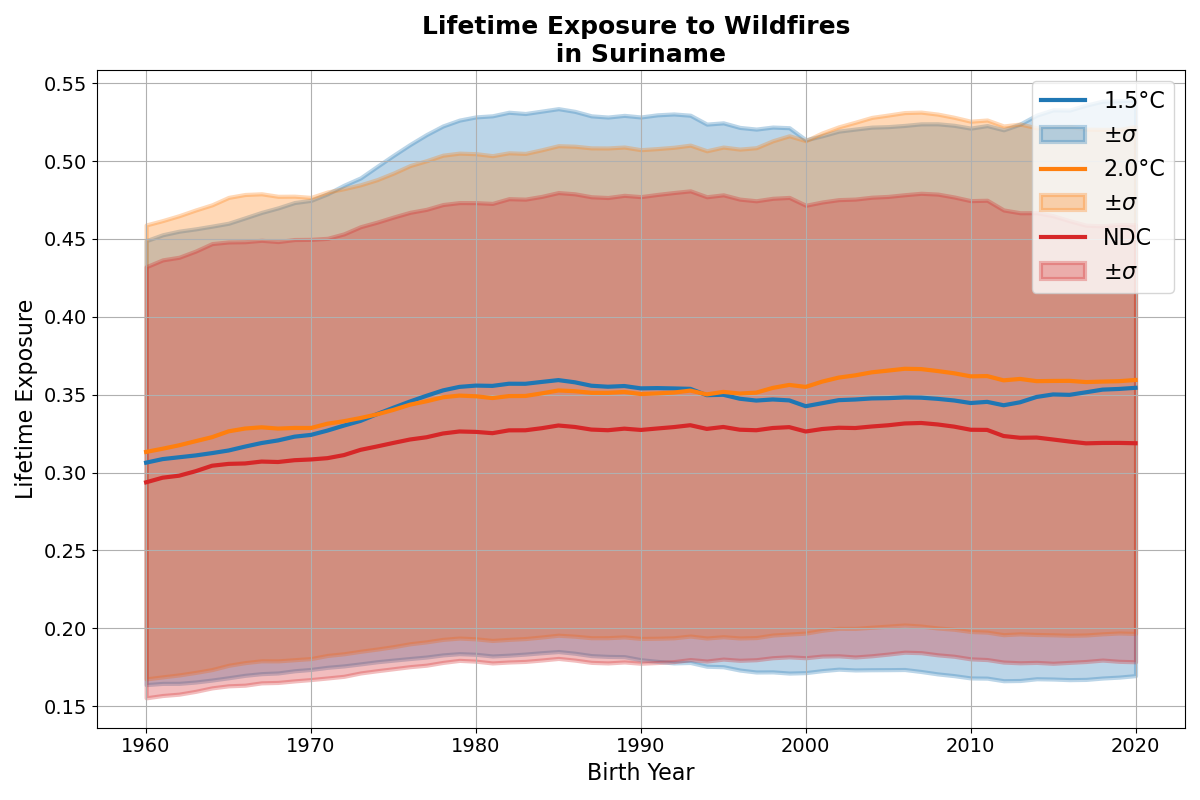 Lifetime Exposure to Wildfires
in Suriname
Lifetime Exposure
0.55
0.50
0.45
0.40
0.35
0.30
0.25
0.20
0.15
1.5°C
±σ
2.0°C
±σ
NDC
±σ
1960 1970 1980 1990 2000 2010 2020
Birth Year